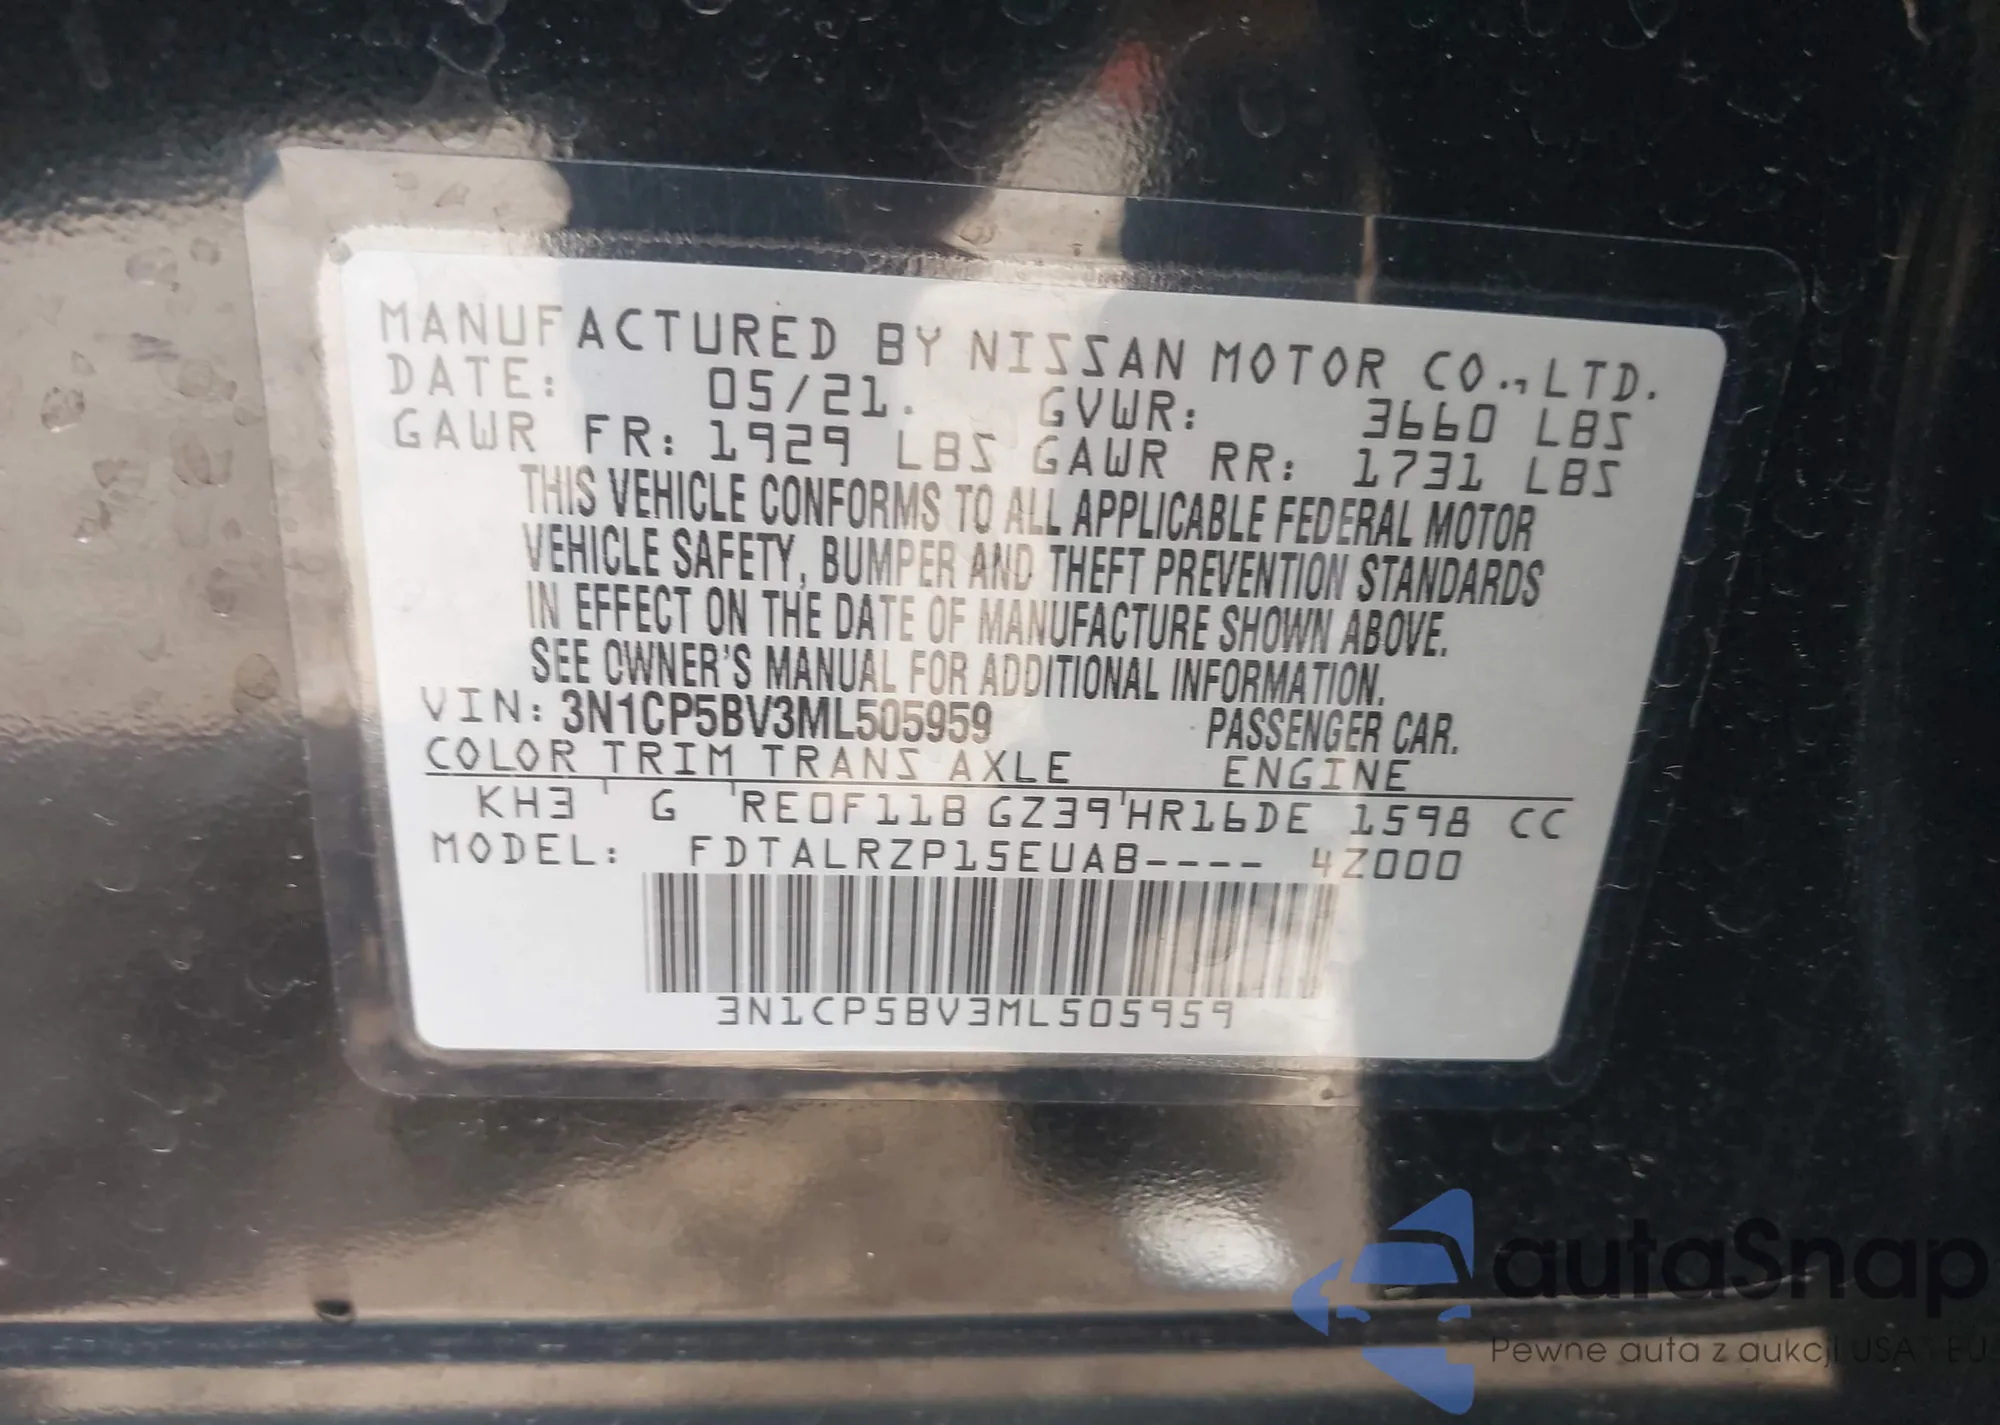 MANUFACTURED BY NISSAN MOTOR CO., LTD.
DATE: 05/21. GVWR: 3660 LBS
GAWR FR: 1929 LBS GAWR RR: 1731 LBS
THIS VEHICLE CONFORMS TO ALL APPLICABLE FEDERAL MOTOR
VEHICLE SAFETY, BUMPER AND THEFT PREVENTION STANDARDS
IN EFFECT ON THE DATE OF MANUFACTURE SHOWN ABOVE.
SEE OWNER'S MANUAL FOR ADDITIONAL INFORMATION.
VIN: 3N1CP5BV3ML505959 PASSENGER CAR.
COLOR TRIM TRANS AXLE ENGINE
KH3 ' G ' RE0F11B GZ39 ' HR16DE 1598 CC
MODEL: FDTALRZP15EUAB---- 4Z000
3N1CP5BV3ML505959
autaSnap
Pewne auta z aukcji USA EU